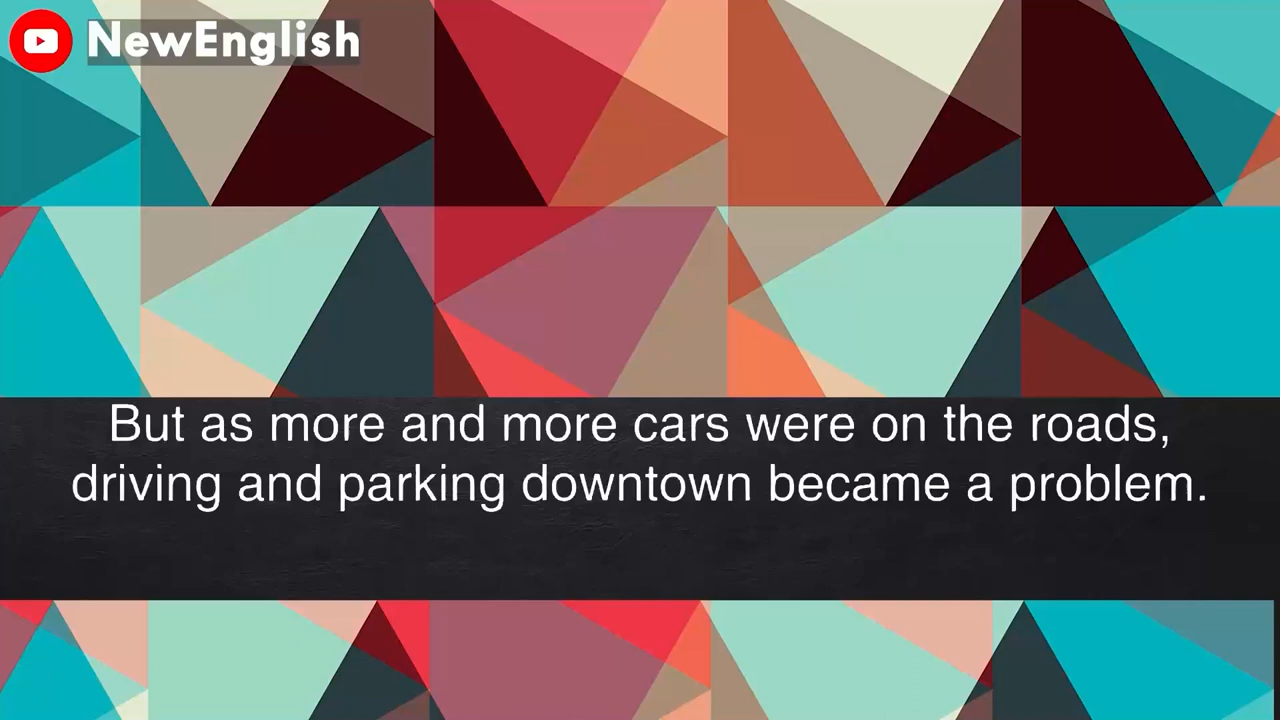 NewEnglish
But as more and more cars were on the roads,
driving and parking downtown became a problem.